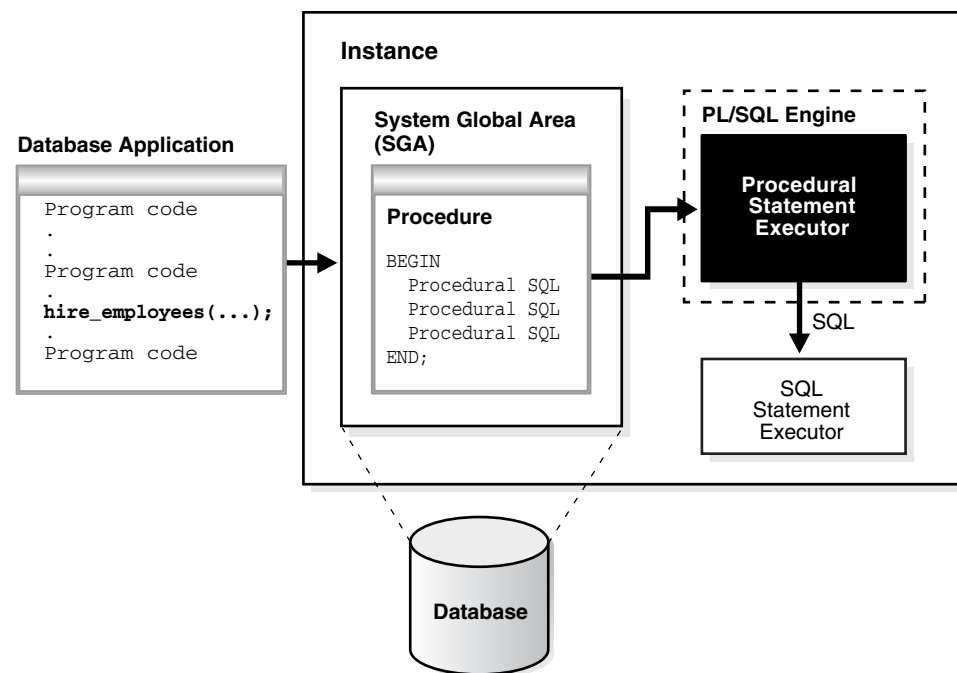 Instance
Database Application
Program code
.
.
Program code
.
hire_employees(...);
.
Program code
System Global Area
(SGA)
Procedure
BEGIN
Procedural SQL
Procedural SQL
Procedural SQL
END;
PL/SQL Engine
Procedural
Statement
Executor
SQL
SQL
Statement
Executor
Database